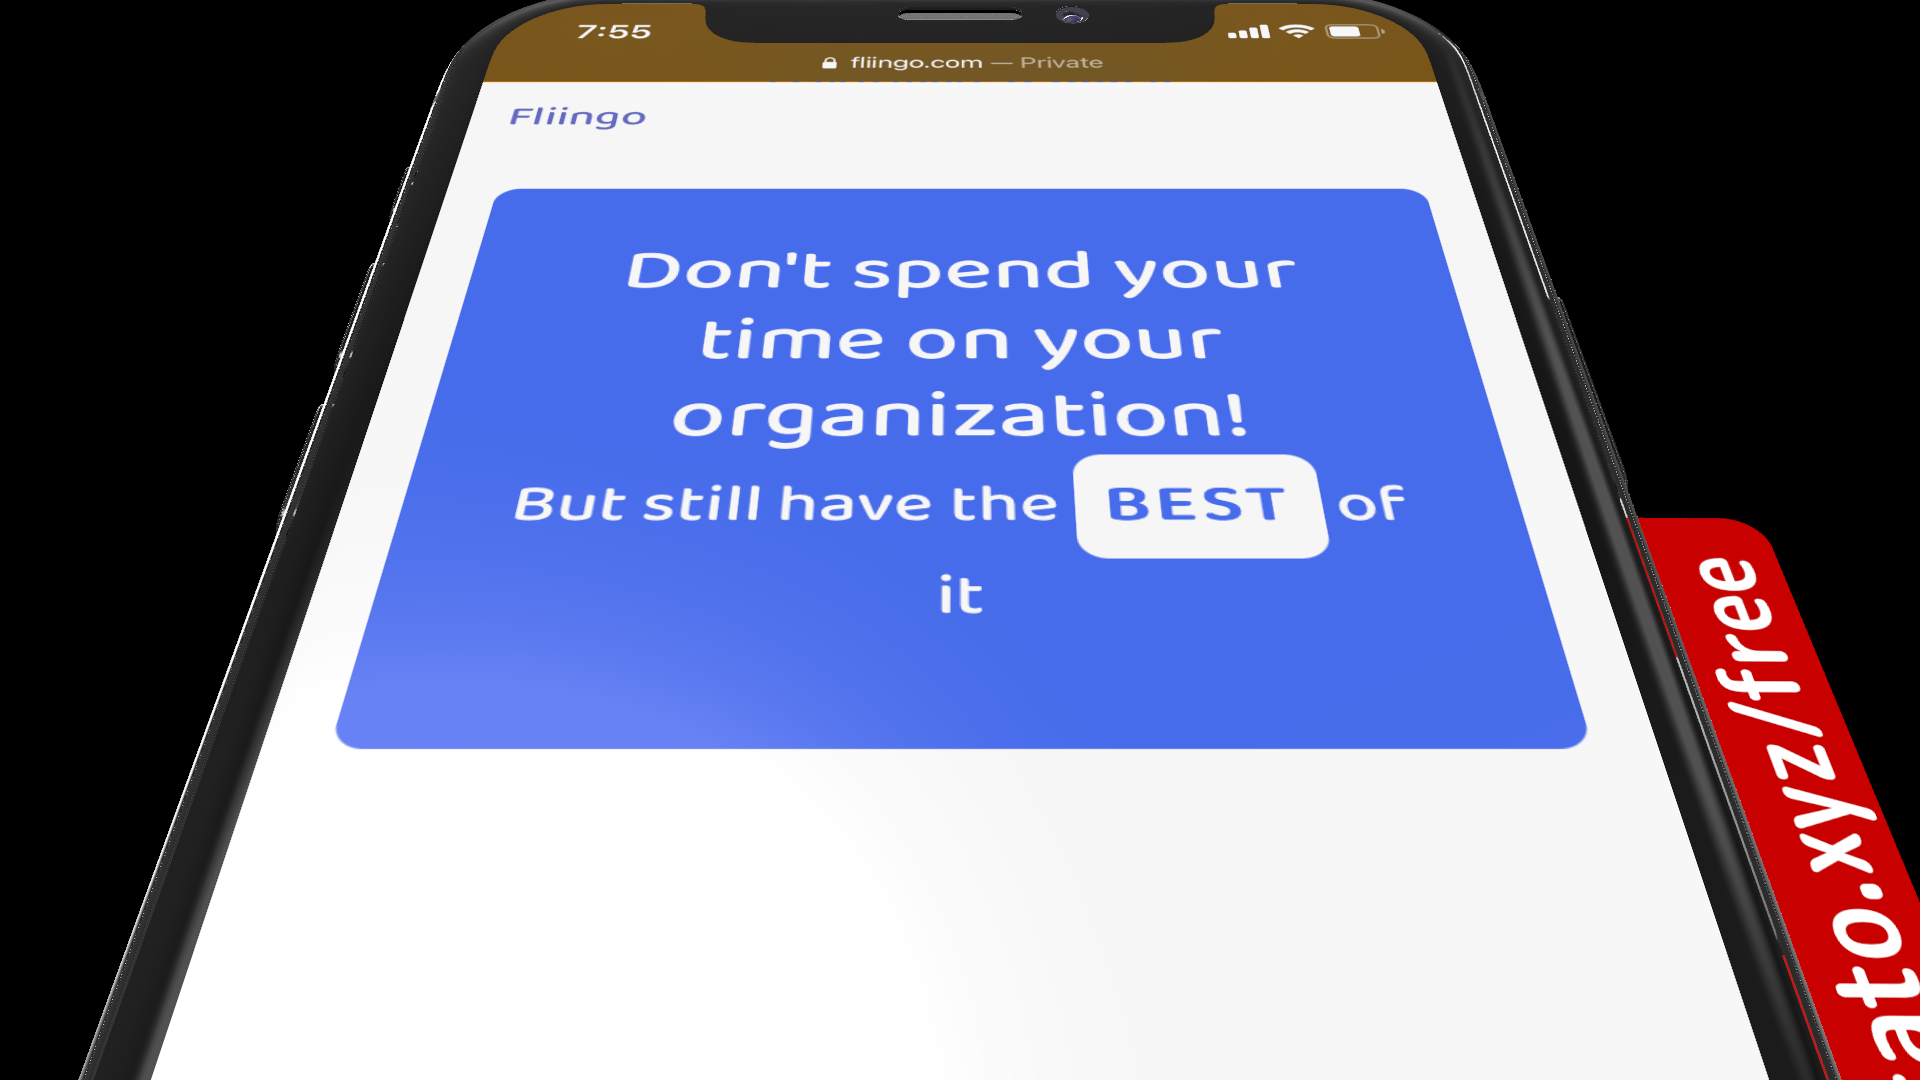 7:55
fliingo.com — Private
Fliingo
Don't spend your
time on your
organization!
But still have the BEST of
it
ato.xyz/free